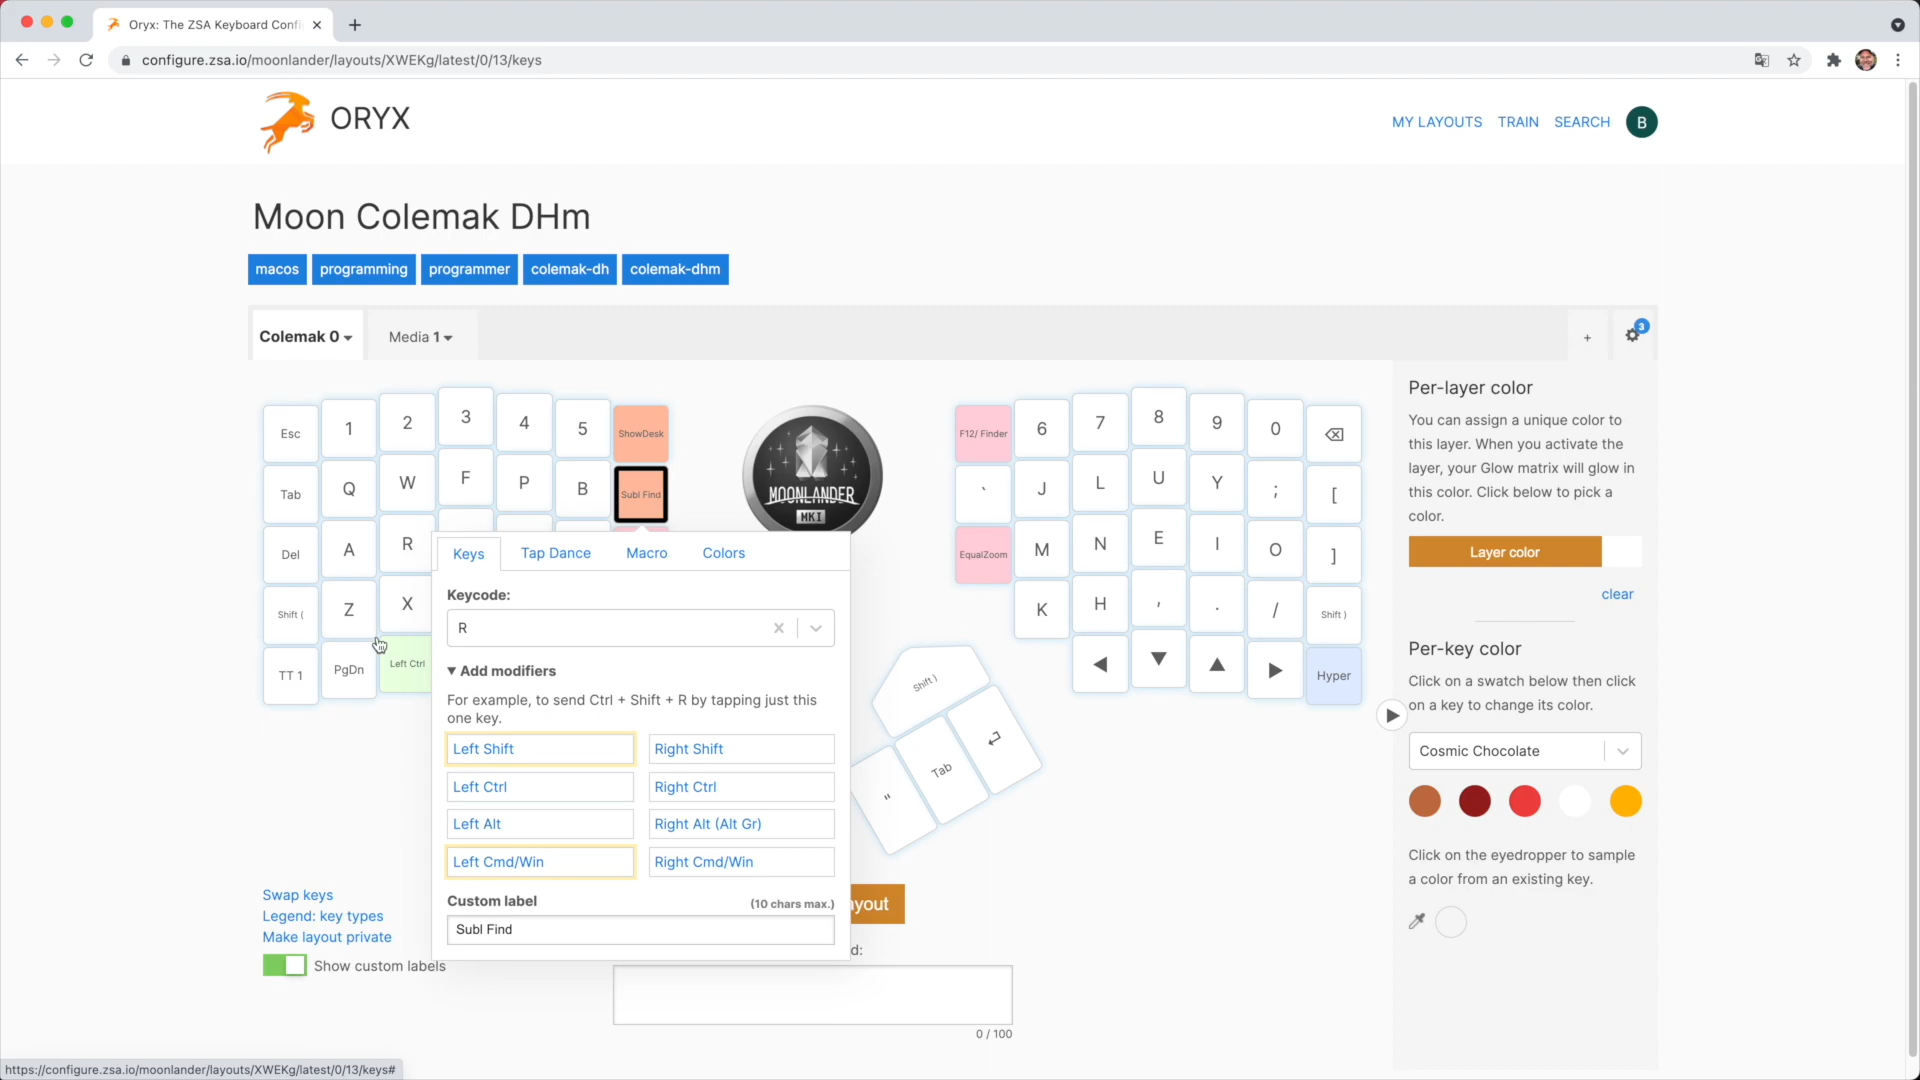 Oryx: The ZSA Keyboard Confi
configure.zsa.io/moonlander/layouts/XWEKg/latest/0/13/keys
ORYX
MY LAYOUTS TRAIN SEARCH B
Moon Colemak DHm
macos programming programmer colemak-dh colemak-dhm
Colemak 0 Media 1 + 3
Esc 1 2 3 4 5 ShowDesk
Tab Q W F P B Subl Find
Del A R
Shift ( Z X
TT 1 PgDn Left Ctrl
MOONLANDER
MKI
F12/ Finder 6 7 8 9 0
` J L U Y ; [
EqualZoom M N E I O ]
K H , . / Shift )
Hyper
Shift )
" Tab
Keys Tap Dance Macro Colors
Keycode:
R
Add modifiers
For example, to send Ctrl + Shift + R by tapping just this
one key.
Left Shift Right Shift
Left Ctrl Right Ctrl
Left Alt Right Alt (Alt Gr)
Left Cmd/Win Right Cmd/Win
Custom label (10 chars max.)
Subl Find
Swap keys
Legend: key types
Make layout private
Show custom labels
yout
d:
0 / 100
Per-layer color
You can assign a unique color to
this layer. When you activate the
layer, your Glow matrix will glow in
this color. Click below to pick a
color.
Layer color
clear
Per-key color
Click on a swatch below then click
on a key to change its color.
Cosmic Chocolate
Click on the eyedropper to sample
a color from an existing key.
https://configure.zsa.io/moonlander/layouts/XWEKg/latest/0/13/keys#